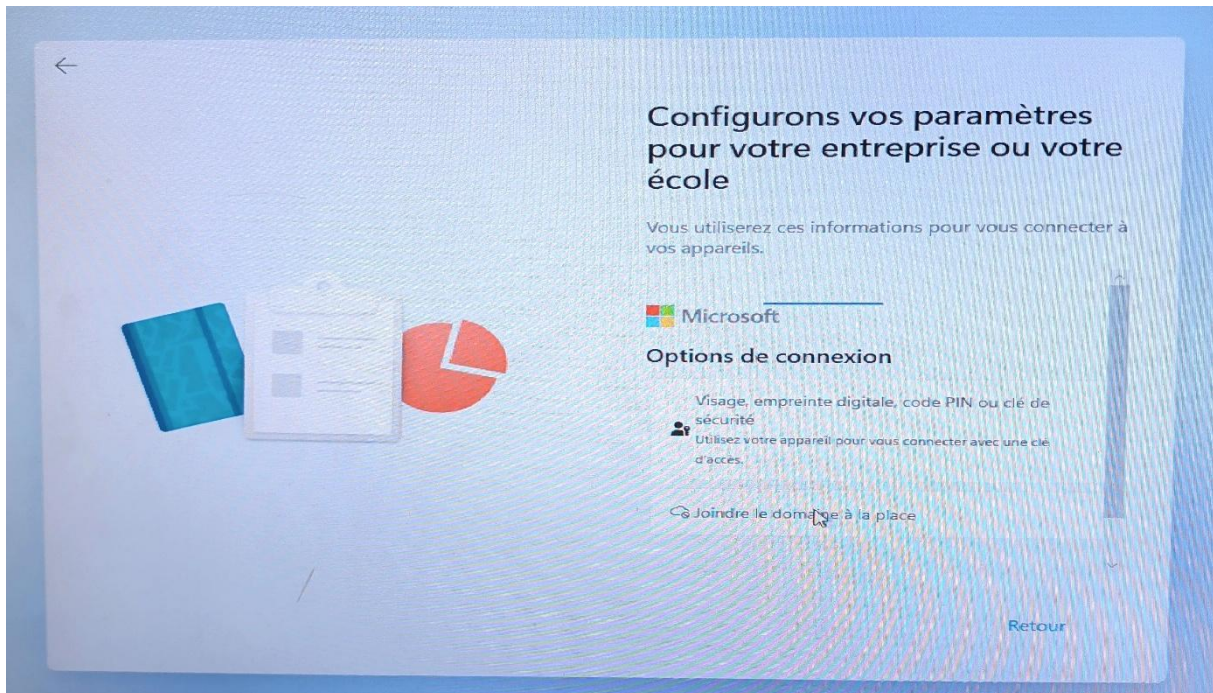 Configurons vos paramètres
pour votre entreprise ou votre
école
Vous utiliserez ces informations pour vous connecter à
vos appareils.
Microsoft
Options de connexion
Visage, empreinte digitale, code PIN ou clé de
sécurité
Utilisez votre appareil pour vous connecter avec une clé
d'accès.
Joindre le domaine à la place
Retour